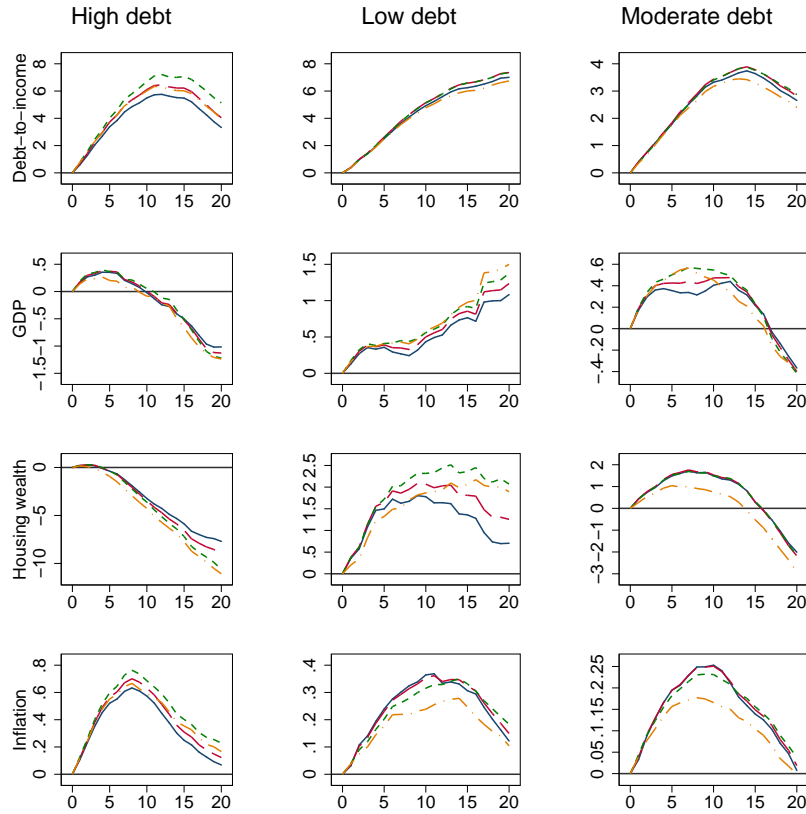 High debt Low debt Moderate debt
Debt−to−income
0 2 4 6 8
0 5 10 15 20
0 2 4 6 8
0 5 10 15 20
0 1 2 3 4
0 5 10 15 20
GDP
−1.5 −1 −.5 0 .5
0 5 10 15 20
0 .5 1 1.5
0 5 10 15 20
−.4 −.2 0 .2 .4 .6
0 5 10 15 20
Housing wealth
−10 −5 0
0 5 10 15 20
0 .5 1 1.5 2 2.5
0 5 10 15 20
−3 −2 −1 0 1 2
0 5 10 15 20
Inflation
0 .2 .4 .6 .8
0 5 10 15 20
0 .1 .2 .3 .4
0 5 10 15 20
0 .05 .1 .15 .2 .25
0 5 10 15 20